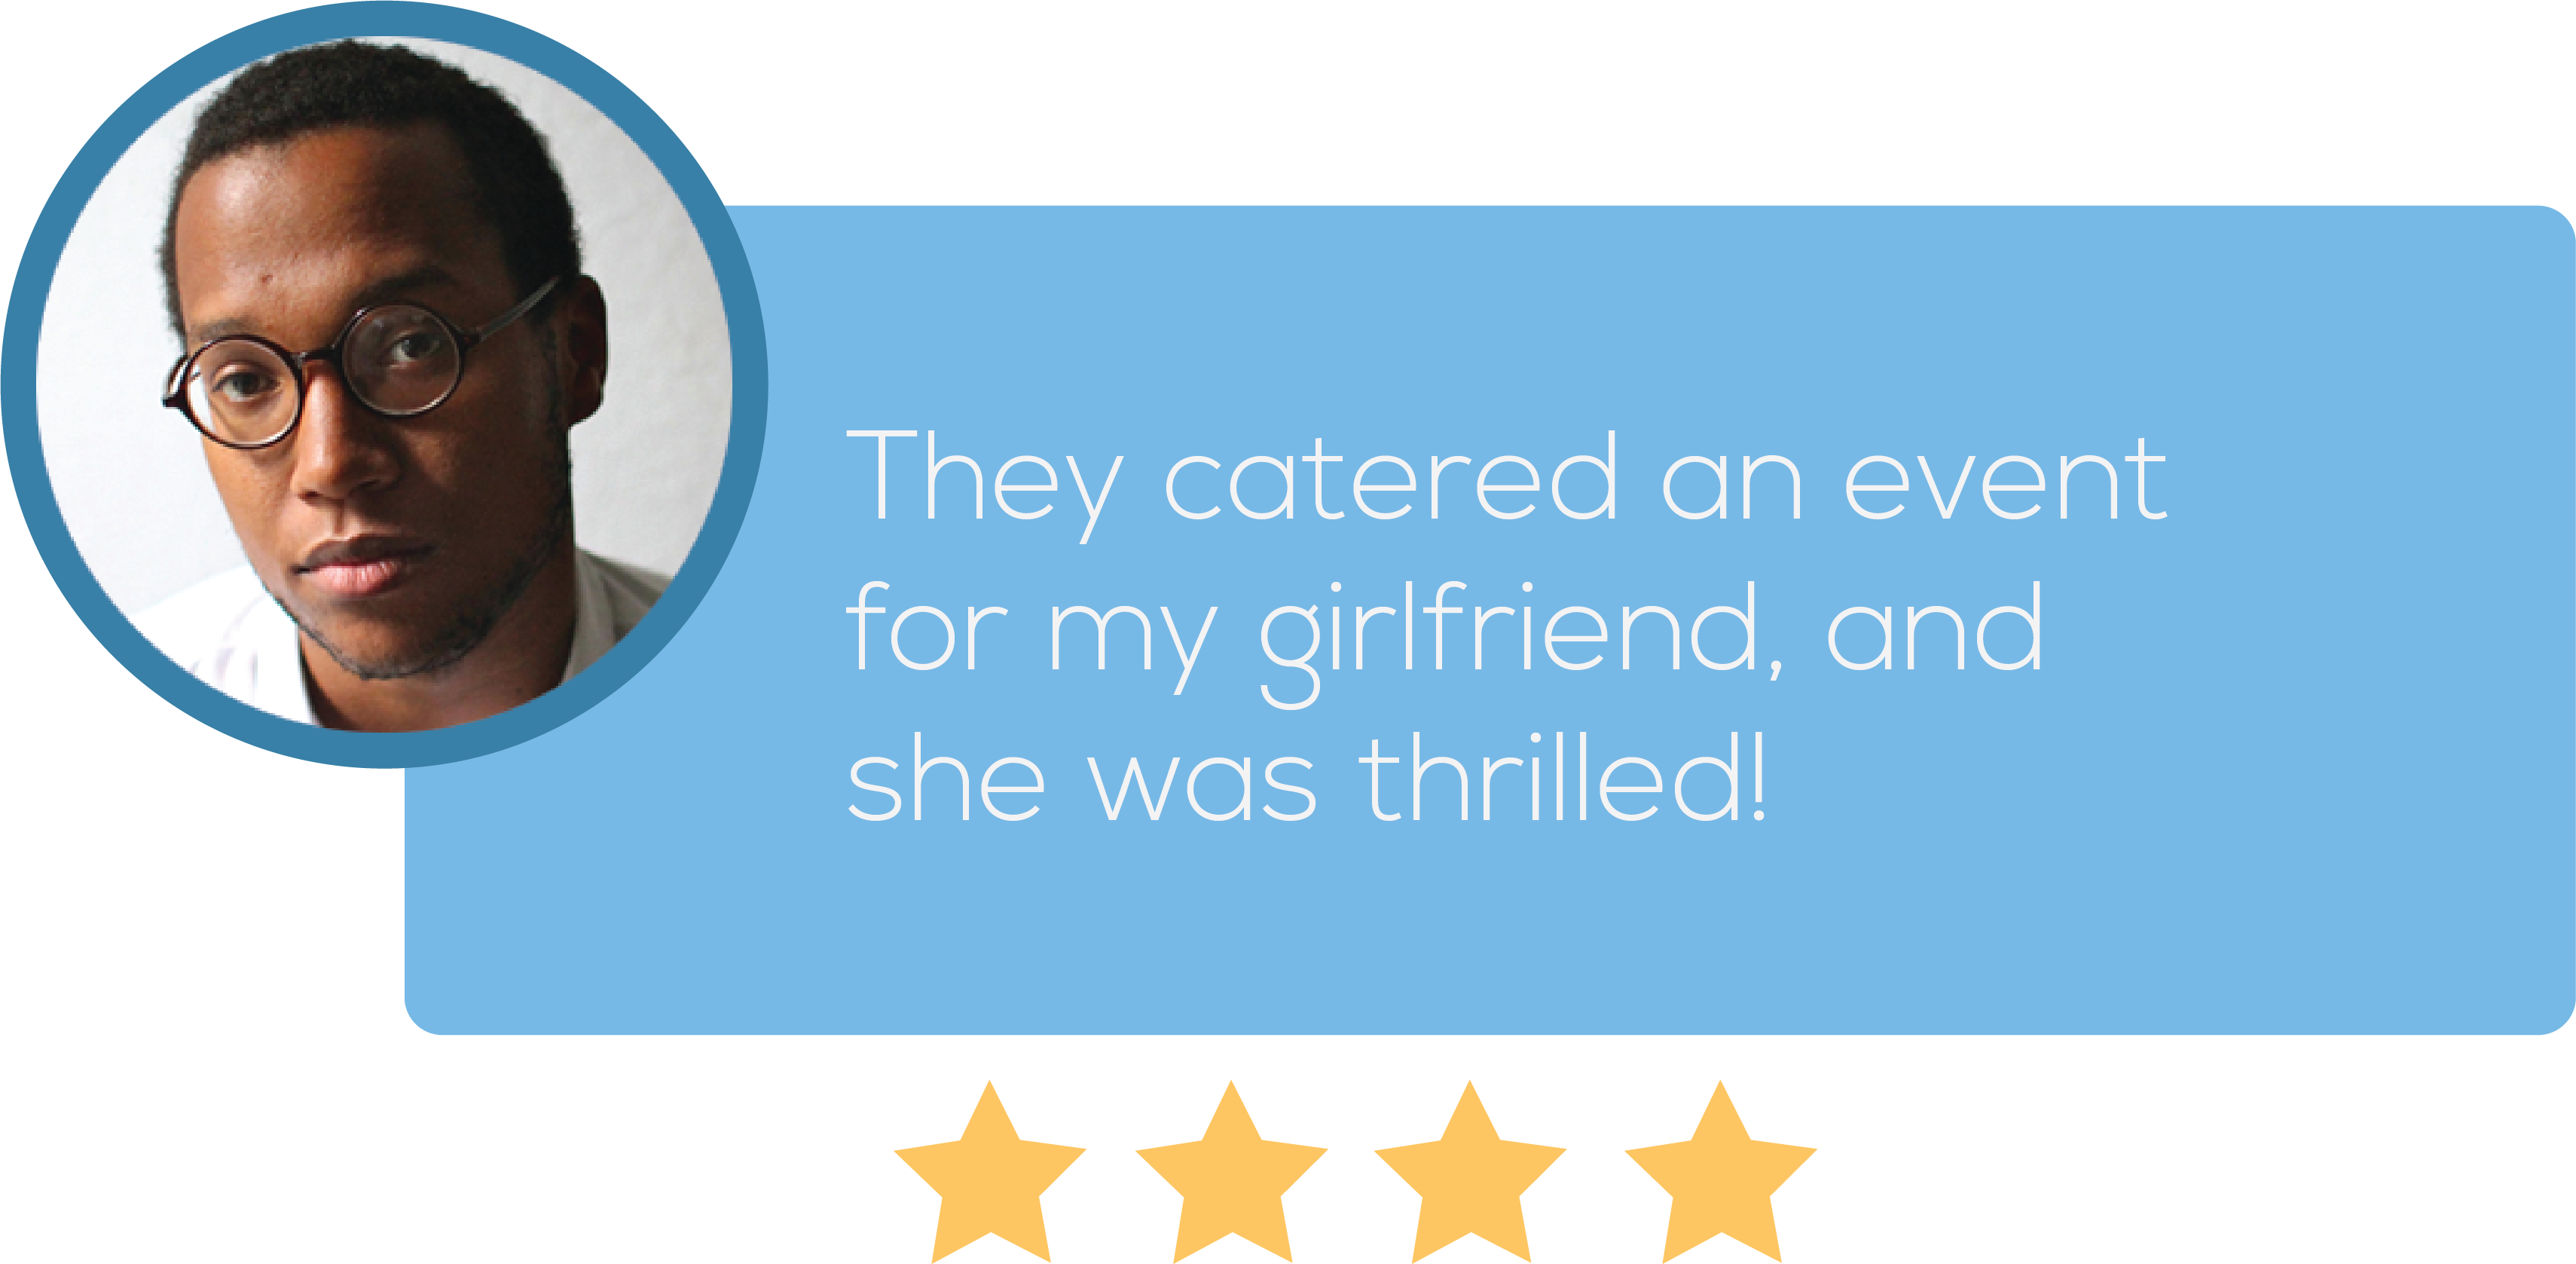 They catered an event
for my girlfriend, and
she was thrilled!